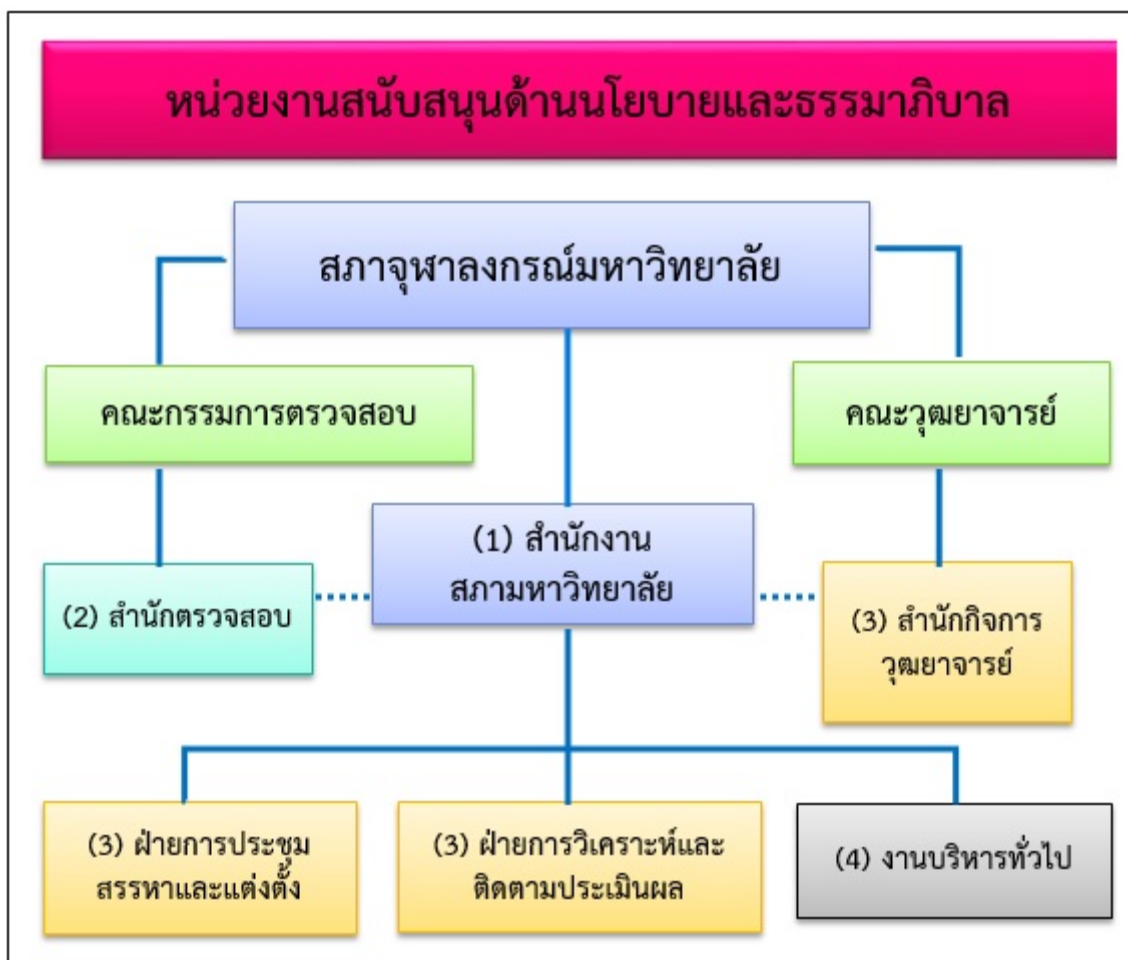 หน่วยงานสนับสนุนด้านนโยบายและธรรมาภิบาล
สภาจุฬาลงกรณ์มหาวิทยาลัย
คณะกรรมการตรวจสอบ
คณะวุฒยาจารย์
(1) สำนักงาน
สภามหาวิทยาลัย
(2) สำนักตรวจสอบ
(3) สำนักกิจการ
วุฒยาจารย์
(3) ฝ่ายการประชุม
สรรหาและแต่งตั้ง
(3) ฝ่ายการวิเคราะห์และ
ติดตามประเมินผล
(4) งานบริหารทั่วไป